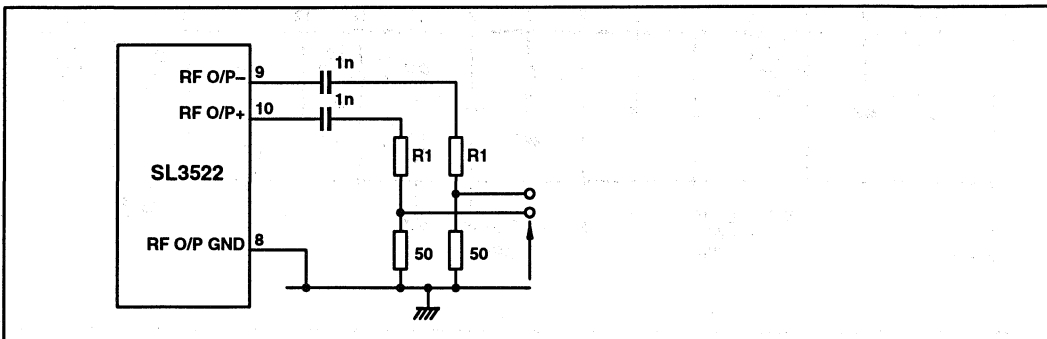 1n
RF O/P– 9
1n
RF O/P+ 10
R1 R1
SL3522
RF O/P GND 8
50 50